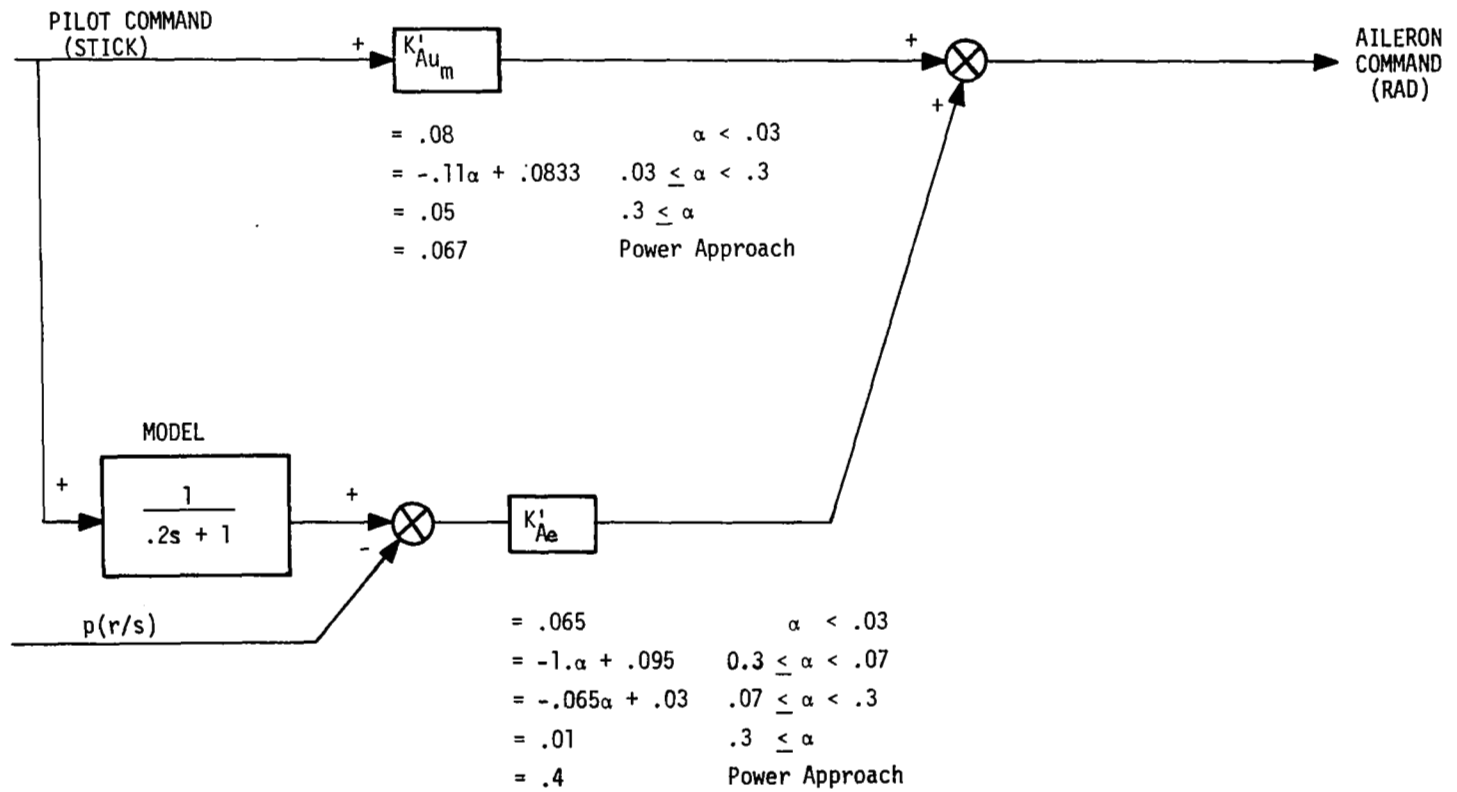 PILOT COMMAND
(STICK)
+
K'Aum
+
+
AILERON
COMMAND
(RAD)
= .08 α < .03
= -.11α + .0833 .03 ≤ α < .3
= .05 .3 ≤ α
= .067 Power Approach
MODEL
+
1
.2s + 1
+
-
K'Ae
p(r/s)
= .065 α < .03
= -1.α + .095 0.3 ≤ α < .07
= -.065α + .03 .07 ≤ α < .3
= .01 .3 ≤ α
= .4 Power Approach